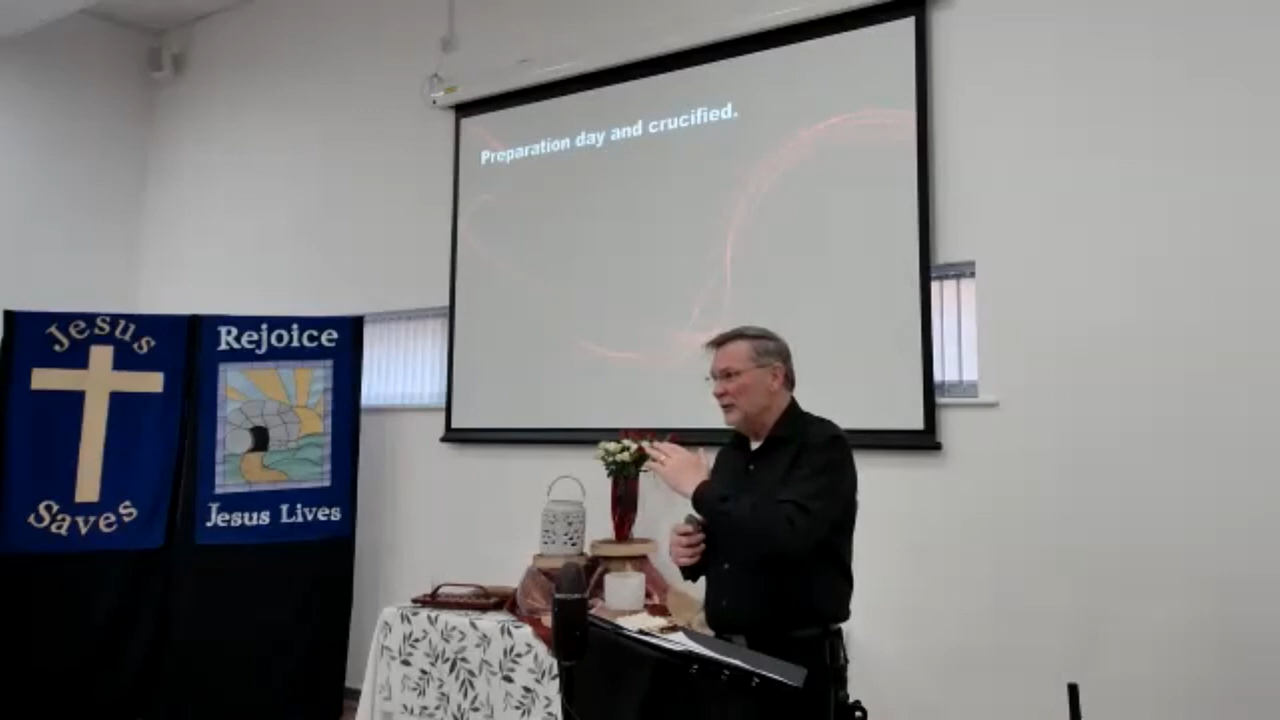 Preparation day and crucified.
Jesus
Saves
Rejoice
Jesus Lives